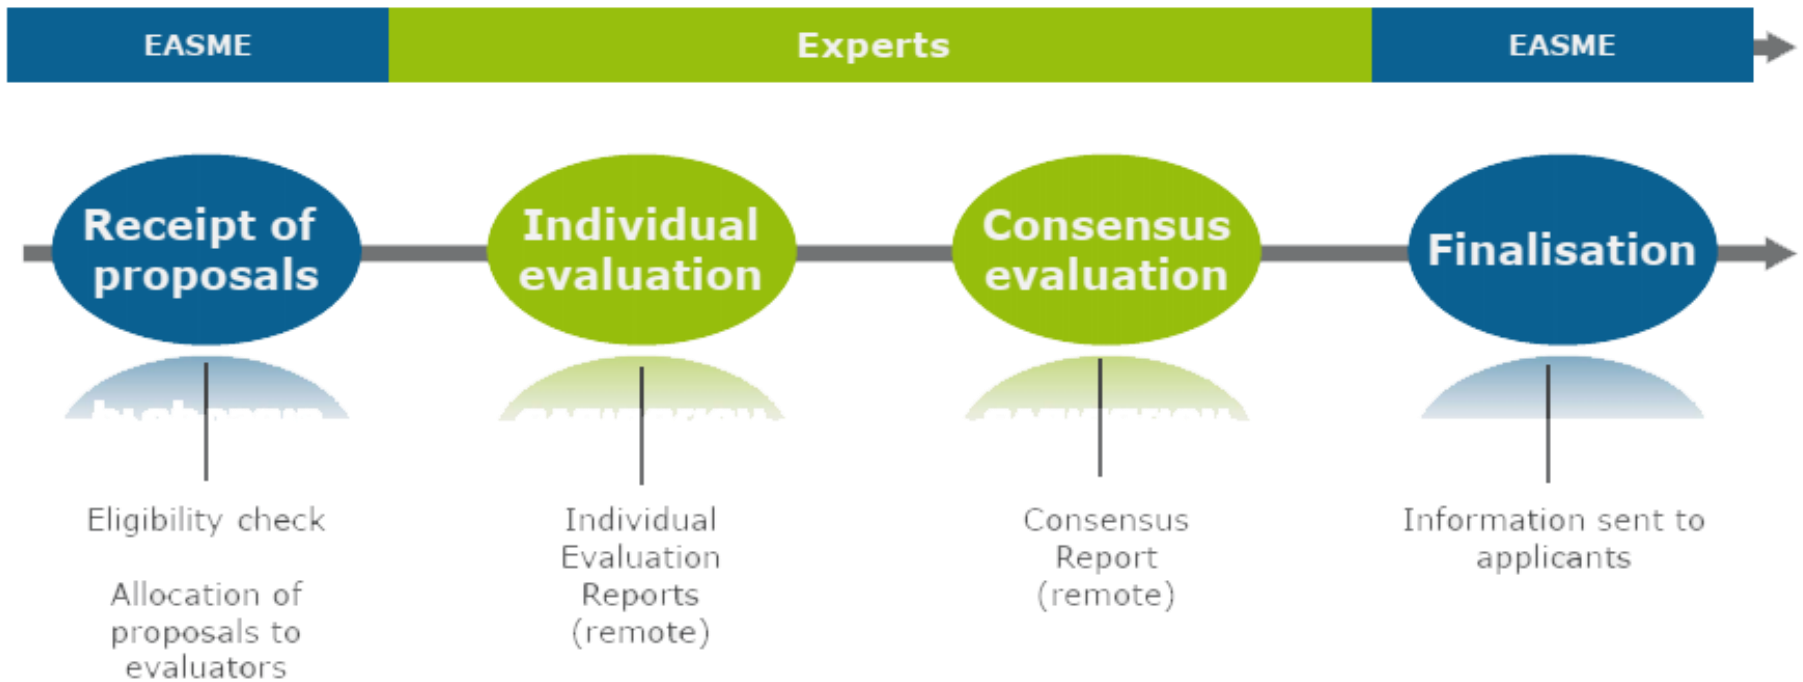 EASME
Experts
EASME
Receipt of
proposals
Individual
evaluation
Consensus
evaluation
Finalisation
Eligibility check
Allocation of
proposals to
evaluators
Individual
Evaluation
Reports
(remote)
Consensus
Report
(remote)
Information sent to
applicants